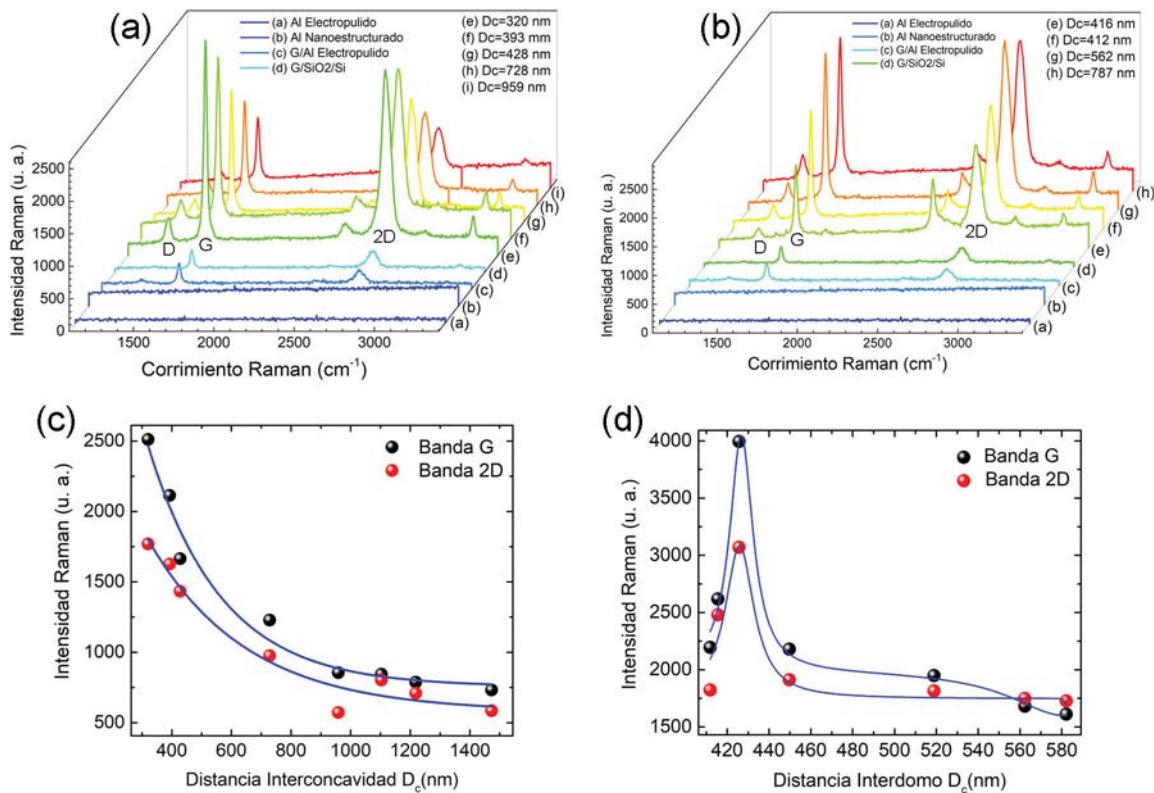 (a)
(a) Al Electropulido
(b) Al Nanoestructurado
(c) G/Al Electropulido
(d) G/SiO2/Si
(e) Dc=320 nm
(f) Dc=393 mm
(g) Dc=428 nm
(h) Dc=728 nm
(i) Dc=959 nm
Intensidad Raman (u. a.)
2500
2000
1500
1000
500
0
D
G
2D
(i)
(h)
(g)
(f)
(e)
(d)
(c)
(b)
(a)
1500 2000 2500 3000
Corrimiento Raman (cm-1)
(b)
(a) Al Electropulido
(b) Al Nanoestructurado
(c) G/Al Electropulido
(d) G/SiO2/Si
(e) Dc=416 nm
(f) Dc=412 nm
(g) Dc=562 nm
(h) Dc=787 nm
Intensidad Raman (u. a.)
2500
2000
1500
1000
500
0
D
G
2D
(h)
(g)
(f)
(e)
(d)
(c)
(b)
(a)
1500 2000 2500 3000
Corrimiento Raman (cm-1)
(c)
Banda G
Banda 2D
Intensidad Raman (u. a.)
2500
2000
1500
1000
500
400 600 800 1000 1200 1400
Distancia Interconcavidad Dc(nm)
(d)
Banda G
Banda 2D
Intensidad Raman (u. a.)
4000
3500
3000
2500
2000
1500
420 440 460 480 500 520 540 560 580
Distancia Interdomo Dc(nm)